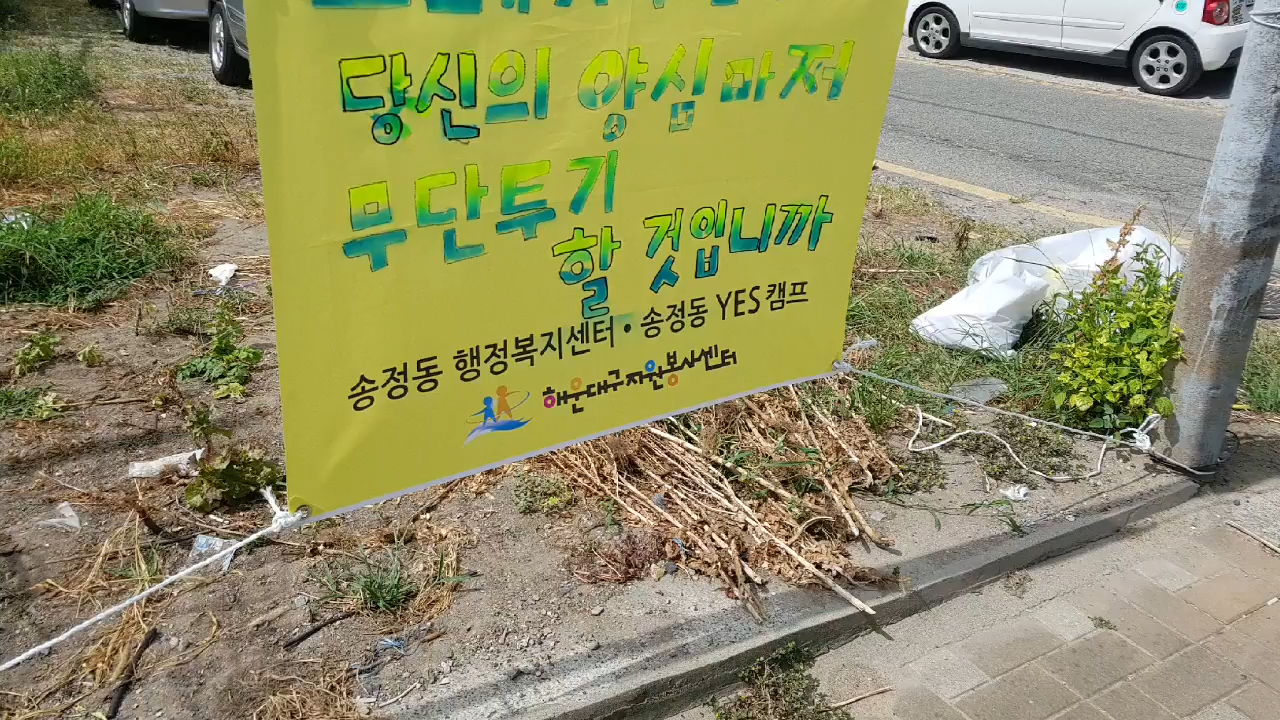 당신의 양심마저
무단투기
할 것입니까
송정동 행정복지센터 · 송정동 YES 캠프
해운대구자원봉사센터